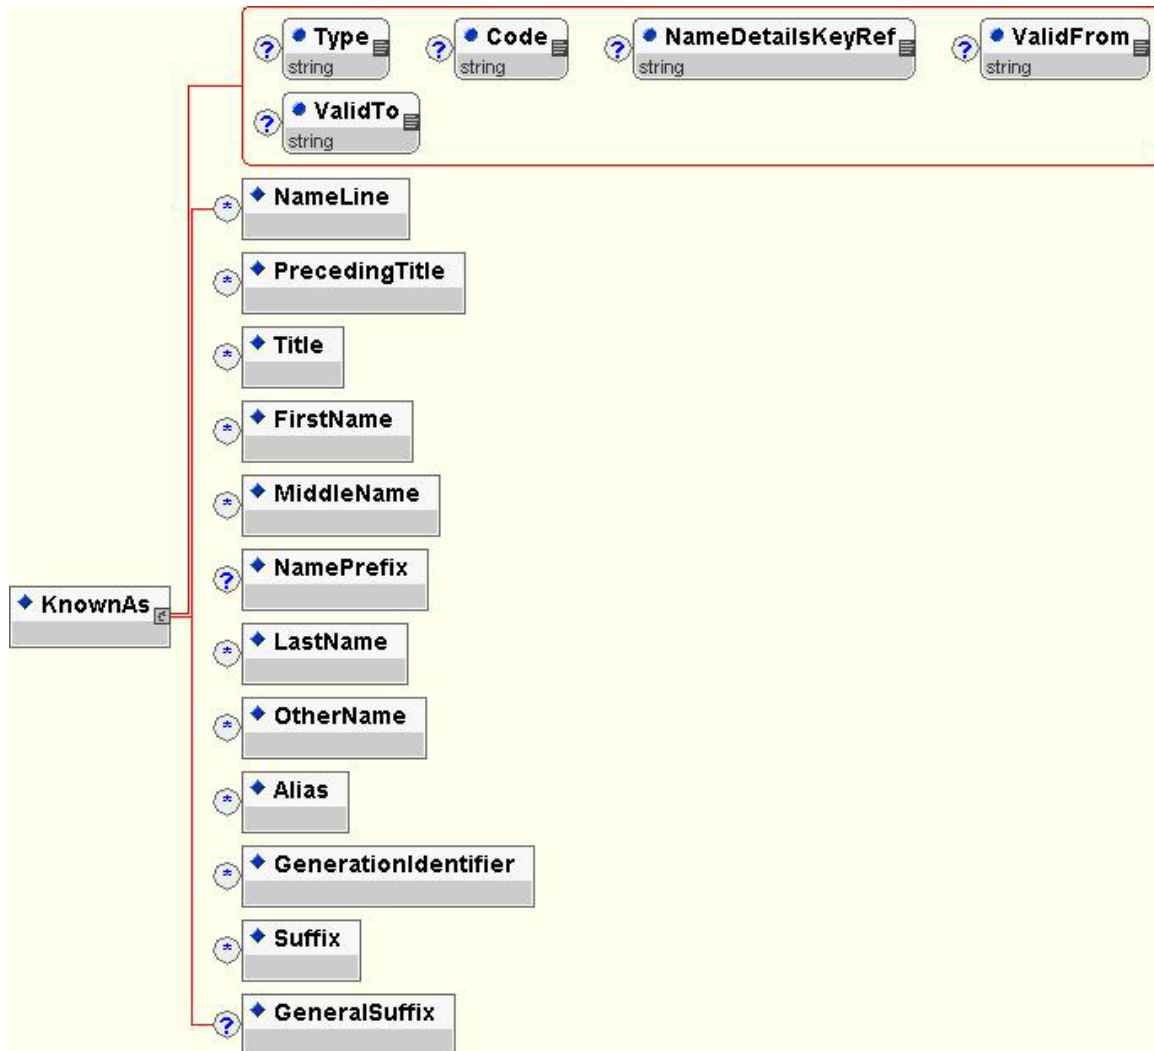 ? Type ? Code ? NameDetailsKeyRef ? ValidFrom
string string string string
? ValidTo
string
* NameLine
* PrecedingTitle
* Title
* FirstName
* MiddleName
? NamePrefix
KnownAs
* LastName
* OtherName
* Alias
* GenerationIdentifier
* Suffix
? GeneralSuffix